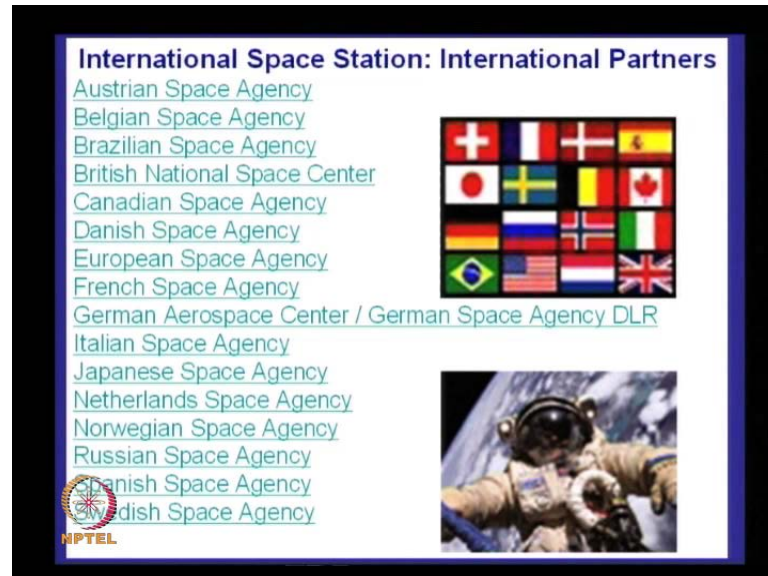 International Space Station: International Partners
Austrian Space Agency
Belgian Space Agency
Brazilian Space Agency
British National Space Center
Canadian Space Agency
Danish Space Agency
European Space Agency
French Space Agency
German Aerospace Center / German Space Agency DLR
Italian Space Agency
Japanese Space Agency
Netherlands Space Agency
Norwegian Space Agency
Russian Space Agency
Spanish Space Agency
Swedish Space Agency
NPTEL